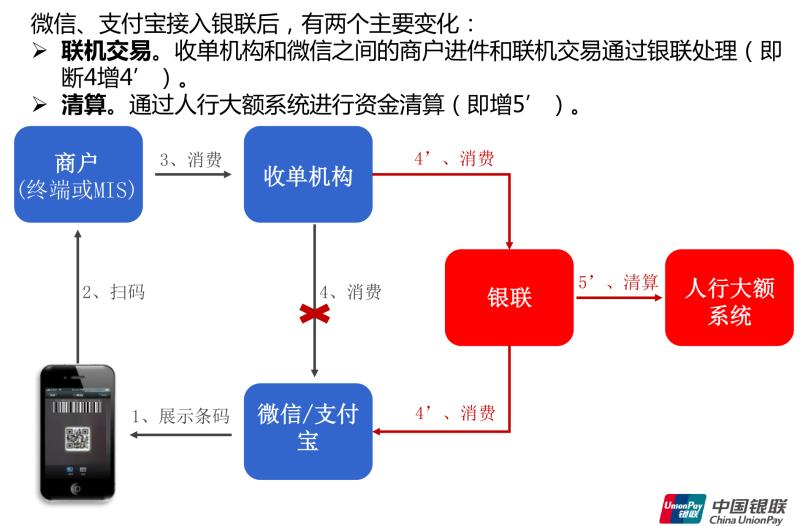 微信、支付宝接入银联后，有两个主要变化：
➢ 联机交易。收单机构和微信之间的商户进件和联机交易通过银联处理（即
断4增4’）。
➢ 清算。通过人行大额系统进行资金清算（即增5’）。
商户
(终端或MIS)
3、消费
收单机构
4’、消费
2、扫码
4、消费
银联
5’、清算
人行大额
系统
1、展示条码
微信/支付
宝
4’、消费
UnionPay
银联
中国银联
China UnionPay